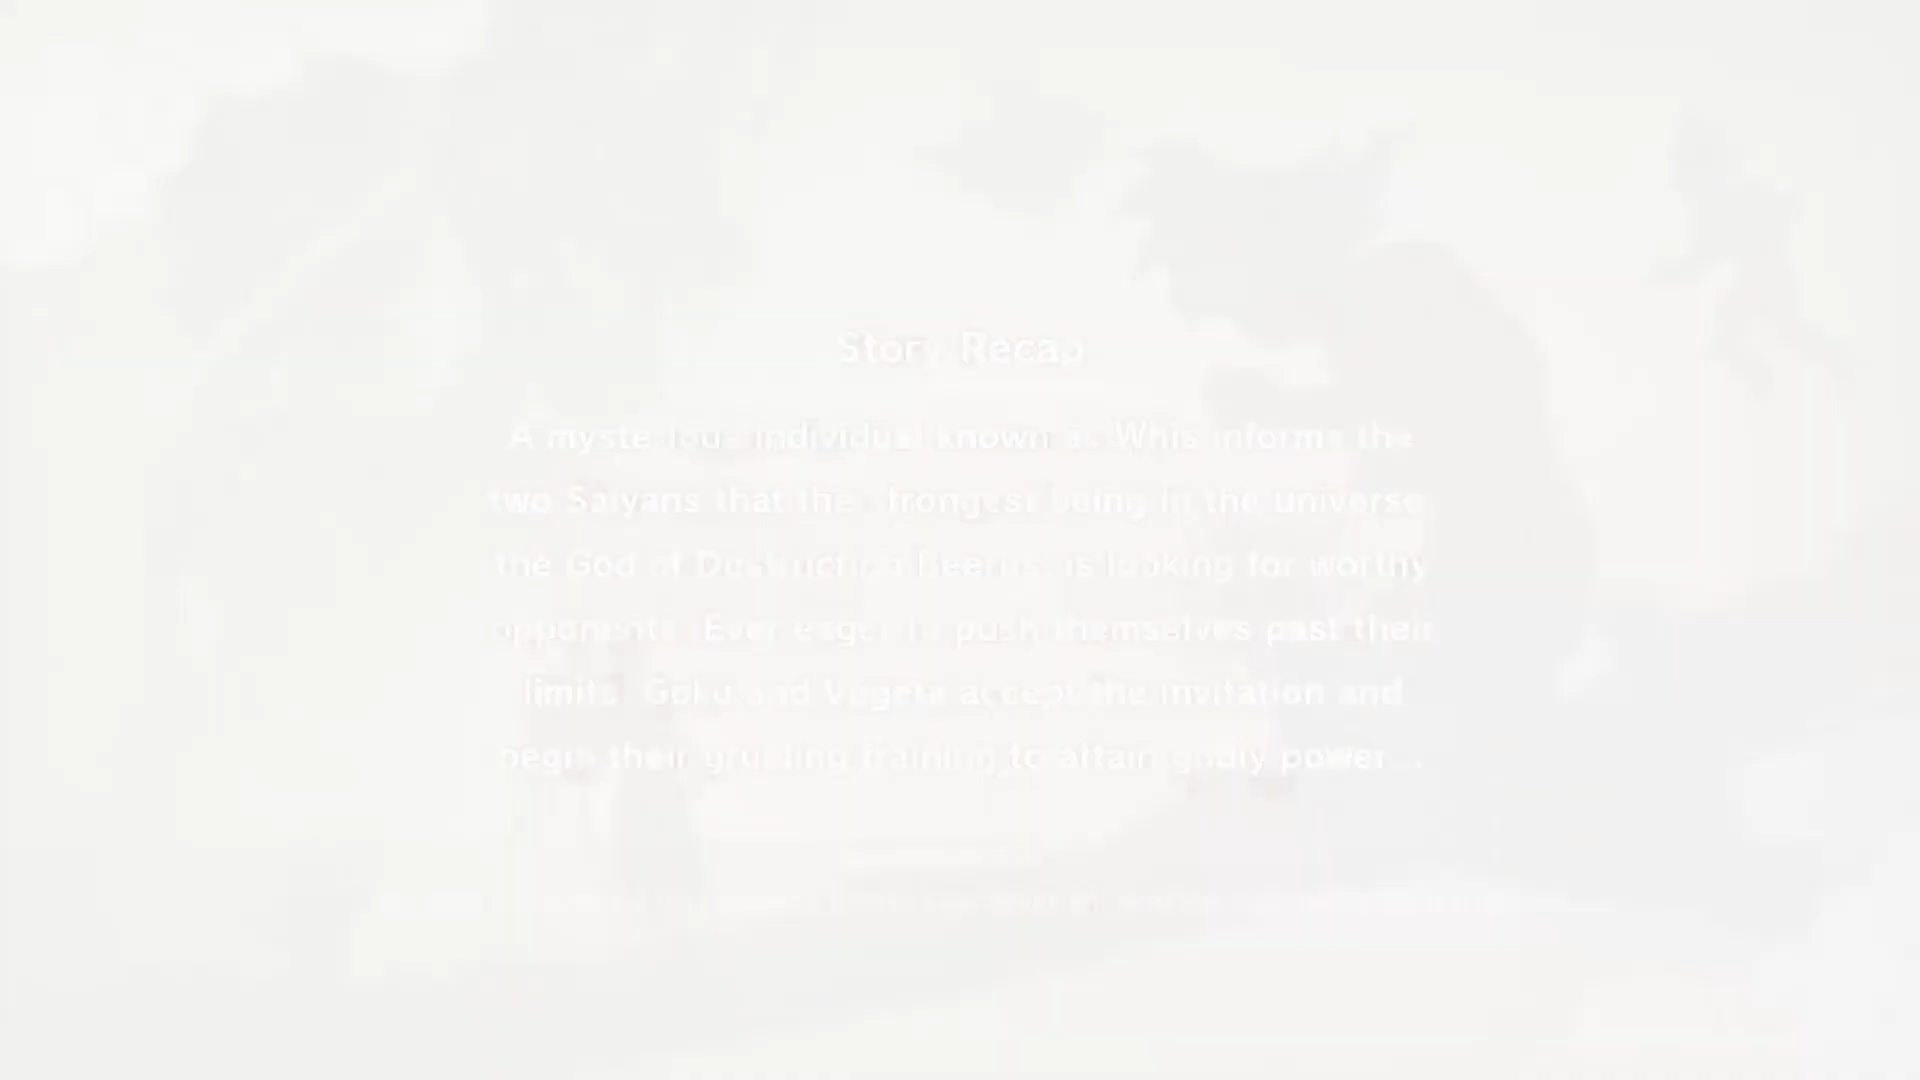 Story Recap
A mysterious individual known as Whis informs the
two Saiyans that the strongest being in the universe,
the God of Destruction Beerus, is looking for worthy
opponents. Ever eager to push themselves past their
limits, Goku and Vegeta accept the invitation and
begin their grueling training to attain godly power...